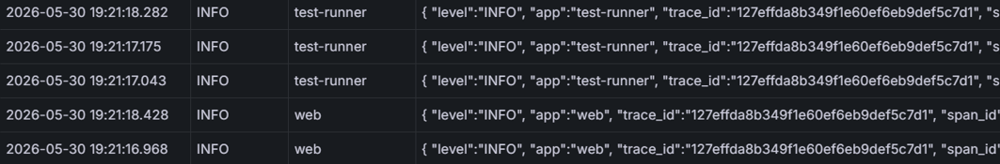 2026-05-30 19:21:18.282 INFO test-runner { "level":"INFO", "app":"test-runner", "trace_id":"127effda8b349f1e60ef6eb9def5c7d1", "s
2026-05-30 19:21:17.175 INFO test-runner { "level":"INFO", "app":"test-runner", "trace_id":"127effda8b349f1e60ef6eb9def5c7d1", "s
2026-05-30 19:21:17.043 INFO test-runner { "level":"INFO", "app":"test-runner", "trace_id":"127effda8b349f1e60ef6eb9def5c7d1", "s
2026-05-30 19:21:18.428 INFO web { "level":"INFO", "app":"web", "trace_id":"127effda8b349f1e60ef6eb9def5c7d1", "span_id"
2026-05-30 19:21:16.968 INFO web { "level":"INFO", "app":"web", "trace_id":"127effda8b349f1e60ef6eb9def5c7d1", "span_id"